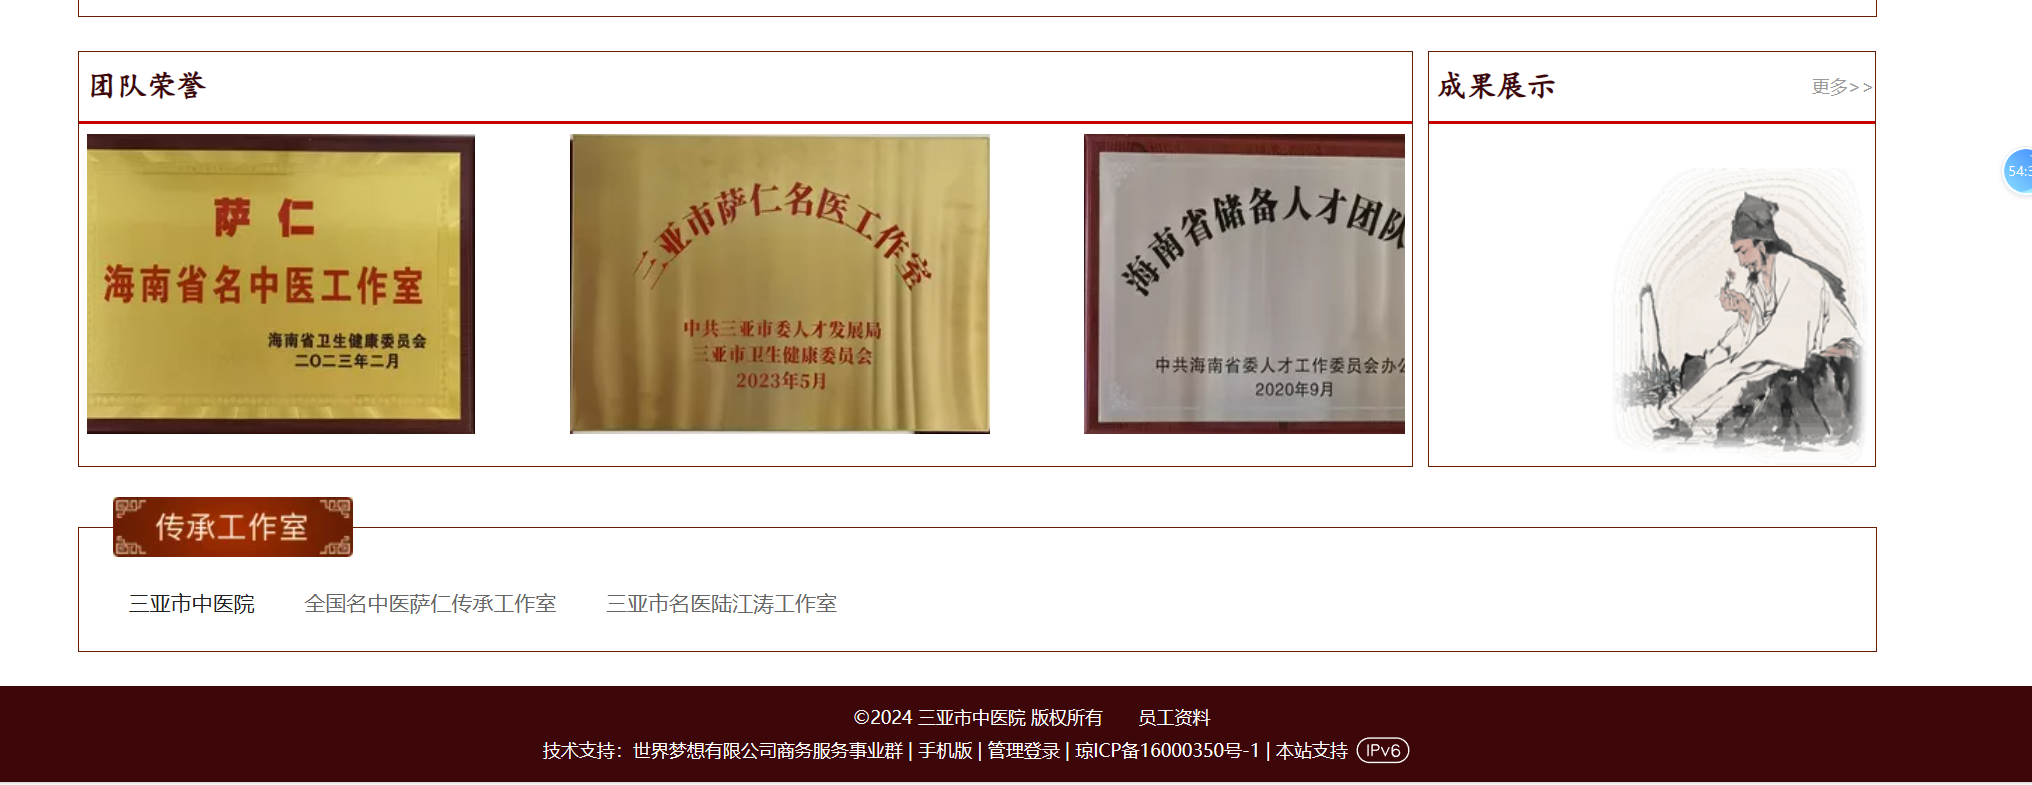 团队荣誉
萨仁
海南省名中医工作室
海南省卫生健康委员会
二〇二三年二月
三亚市萨仁名医工作室
中共三亚市委人才发展局
三亚市卫生健康委员会
2023年5月
海南省储备人才团队
中共海南省委人才工作委员会办公
2020年9月
成果展示
更多>>
54:3
传承工作室
三亚市中医院
全国名中医萨仁传承工作室
三亚市名医陆江涛工作室
©2024 三亚市中医院 版权所有 员工资料
技术支持：世界梦想有限公司商务服务事业群 | 手机版 | 管理登录 | 琼ICP备16000350号-1 | 本站支持 IPv6